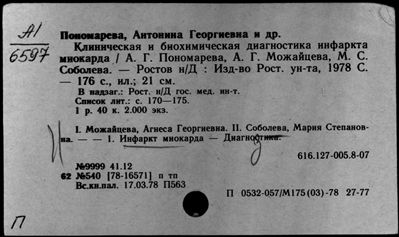 А1
6597
Пономарева, Антонина Георгиевна и др.
Клиническая и биохимическая диагностика инфаркта
миокарда / А. Г. Пономарева, А. Г. Можайцева, М. С.
Соболева. — Ростов н/Д : Изд-во Рост. ун-та, 1978 С.
— 176 с., ил.; 21 см.
В надзаг.: Рост. н/Д гос. мед. ин-т.
Список лит.: с. 170—175.
1 р. 40 к. 2.000 экз.
I. Можайцева, Агнеса Георгиевна. II. Соболева, Мария Степанов-
на. — — 1. Инфаркт миокарда — Диагностика.
616.127-005.8-07
№9999 41.12
62 №540 [78-16571] п тп
Вс.кн.пал. 17.03.78 П563
П 0532-057/М175(03)-78 27-77
П